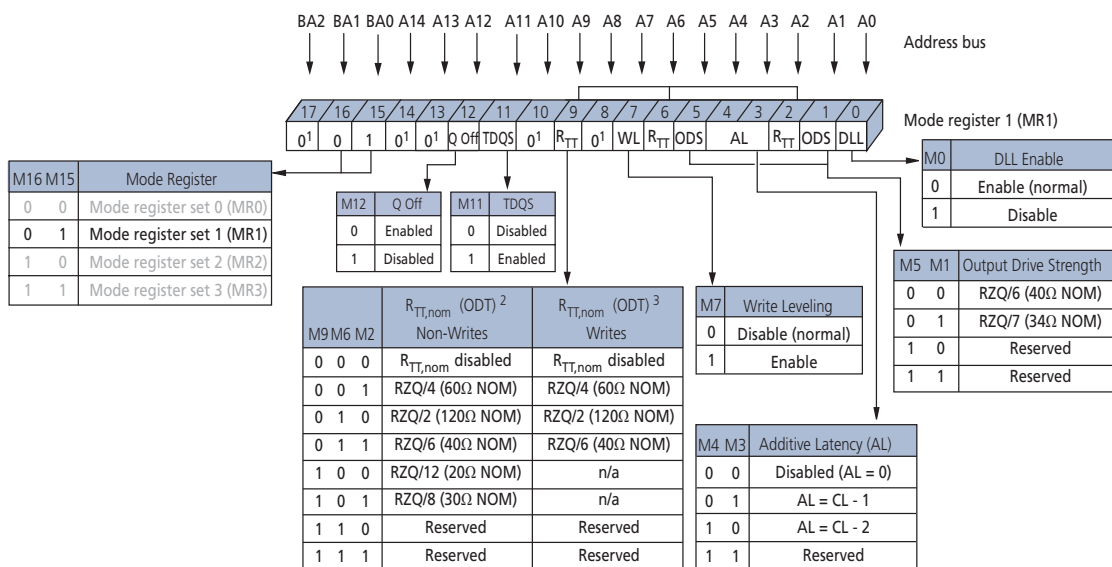 BA2 BA1 BA0 A14 A13 A12 A11 A10 A9 A8 A7 A6 A5 A4 A3 A2 A1 A0
Address bus
17 16 15 14 13 12 11 10 9 8 7 6 5 4 3 2 1 0
0¹ 0 1 0¹ 0¹ Q Off TDQS 0¹ RTT 0¹ WL RTT ODS AL RTT ODS DLL
Mode register 1 (MR1)
M16 M15 Mode Register
0 0 Mode register set 0 (MR0)
0 1 Mode register set 1 (MR1)
1 0 Mode register set 2 (MR2)
1 1 Mode register set 3 (MR3)
M12 Q Off
0 Enabled
1 Disabled
M11 TDQS
0 Disabled
1 Enabled
M0 DLL Enable
0 Enable (normal)
1 Disable
M5 M1 Output Drive Strength
0 0 RZQ/6 (40Ω NOM)
0 1 RZQ/7 (34Ω NOM)
1 0 Reserved
1 1 Reserved
M9 M6 M2
RTT,nom (ODT) ²
Non-Writes
RTT,nom (ODT) ³
Writes
0 0 0 RTT,nom disabled RTT,nom disabled
0 0 1 RZQ/4 (60Ω NOM) RZQ/4 (60Ω NOM)
0 1 0 RZQ/2 (120Ω NOM) RZQ/2 (120Ω NOM)
0 1 1 RZQ/6 (40Ω NOM) RZQ/6 (40Ω NOM)
1 0 0 RZQ/12 (20Ω NOM) n/a
1 0 1 RZQ/8 (30Ω NOM) n/a
1 1 0 Reserved Reserved
1 1 1 Reserved Reserved
M7 Write Leveling
0 Disable (normal)
1 Enable
M4 M3 Additive Latency (AL)
0 0 Disabled (AL = 0)
0 1 AL = CL - 1
1 0 AL = CL - 2
1 1 Reserved